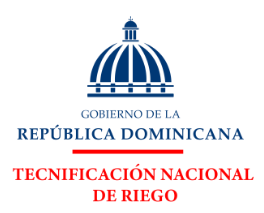 GOBIERNO DE LA
REPÚBLICA DOMINICANA
TECNIFICACIÓN NACIONAL
DE RIEGO